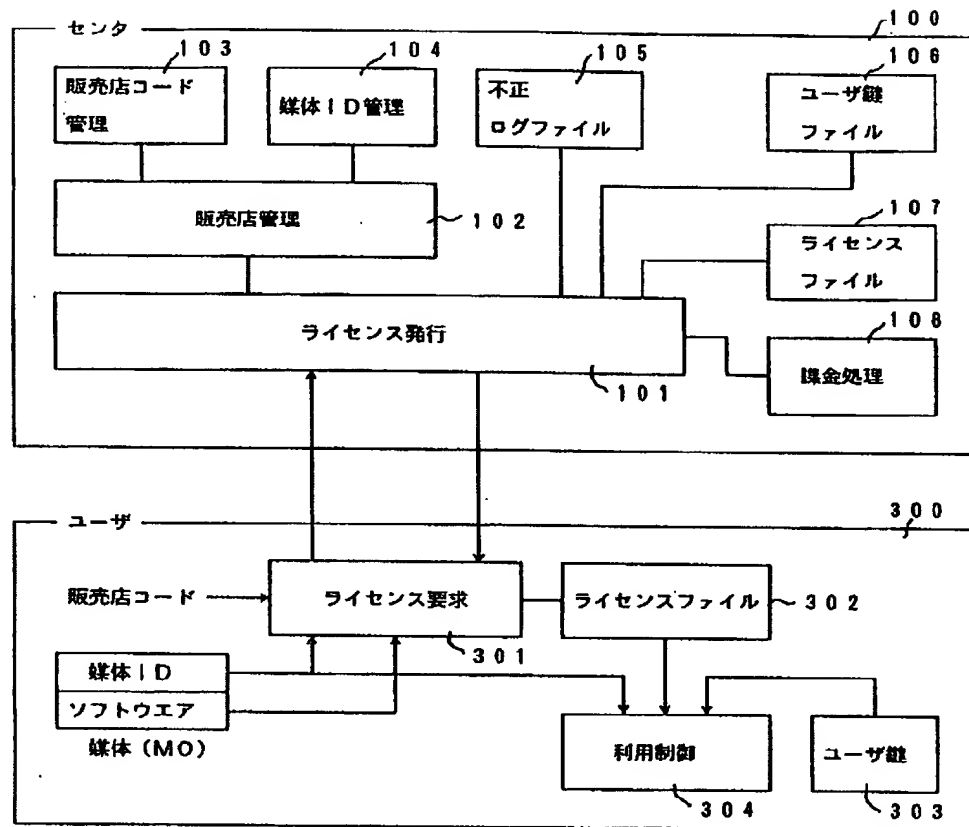 センタ
100
103
104
105
106
販売店コード
管理
媒体ID管理
不正
ログファイル
ユーザ鍵
ファイル
販売店管理
102
107
ライセンス
ファイル
ライセンス発行
101
108
課金処理
ユーザ
300
販売店コード
ライセンス要求
301
ライセンスファイル
302
媒体ID
ソフトウエア
媒体(MO)
利用制御
304
ユーザ鍵
303